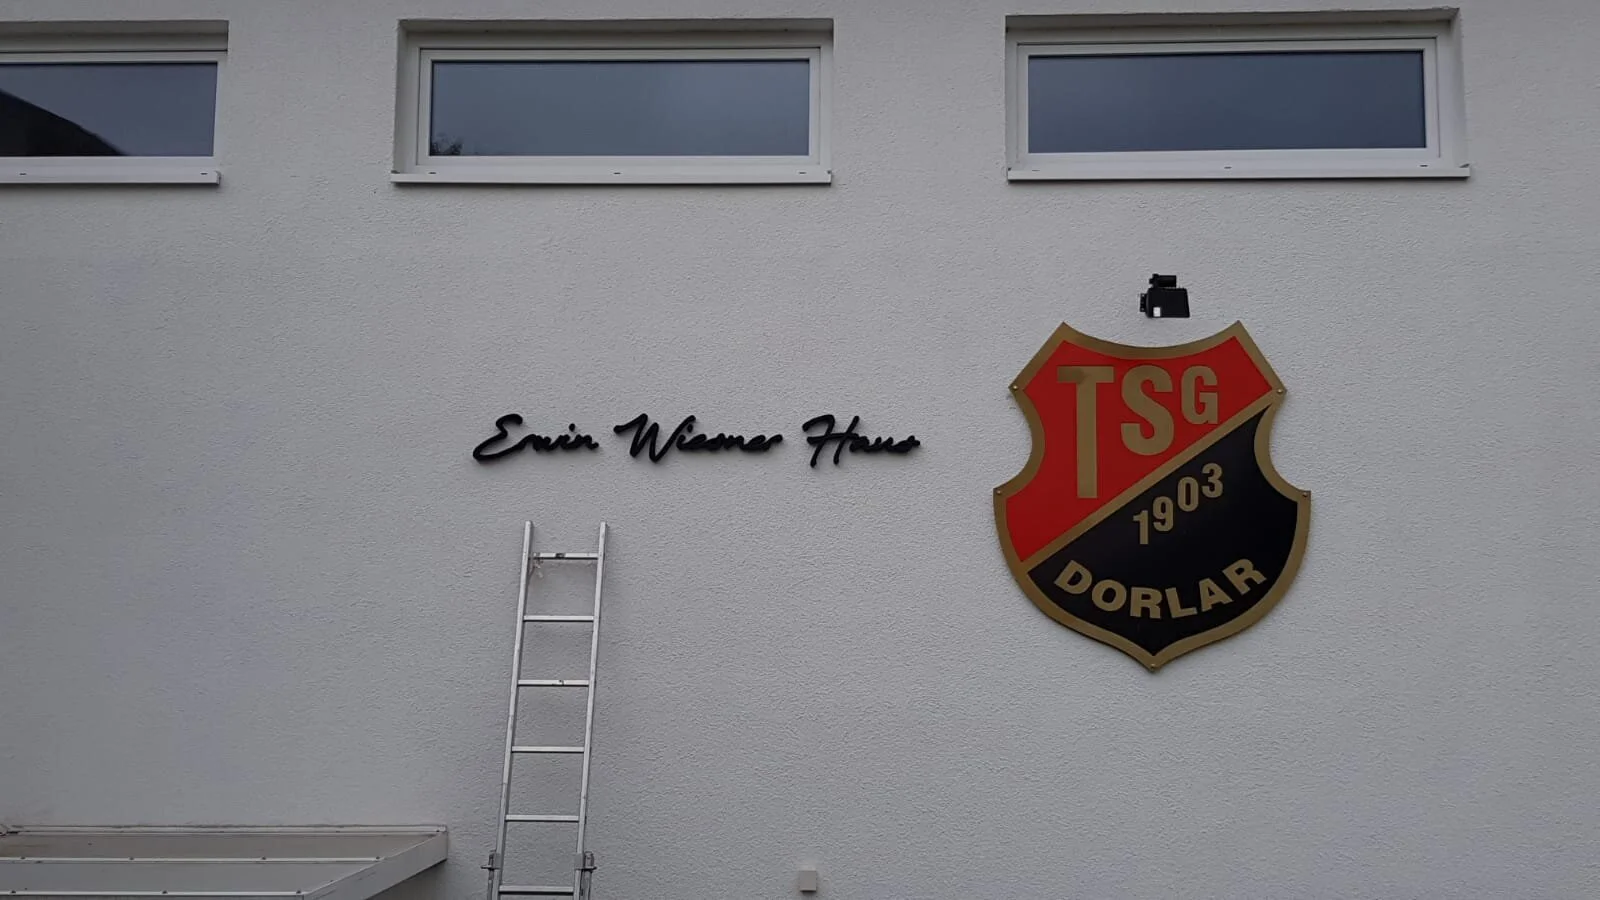 Erwin Wiesner Haus
TSG
1903
DORLAR